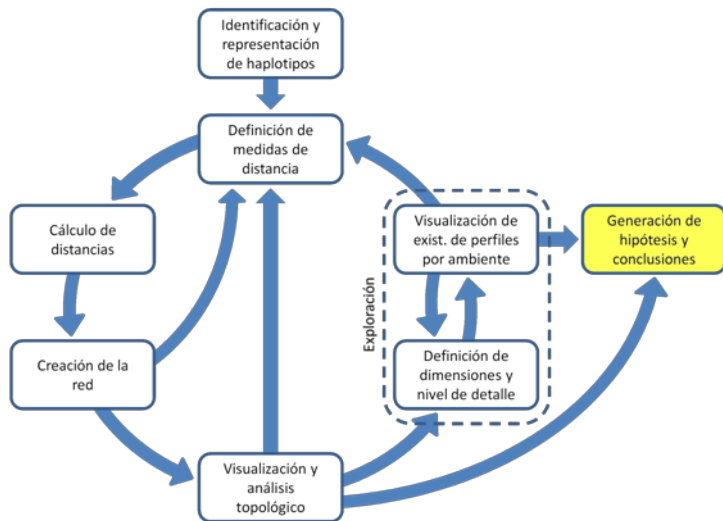 Identificación y
representación
de haplotipos
Definición de
medidas de
distancia
Cálculo de
distancias
Visualización de
exist. de perfiles
por ambiente
Generación de
hipótesis y
conclusiones
Exploración
Creación de la
red
Definición de
dimensiones y
nivel de detalle
Visualización y
análisis
topológico